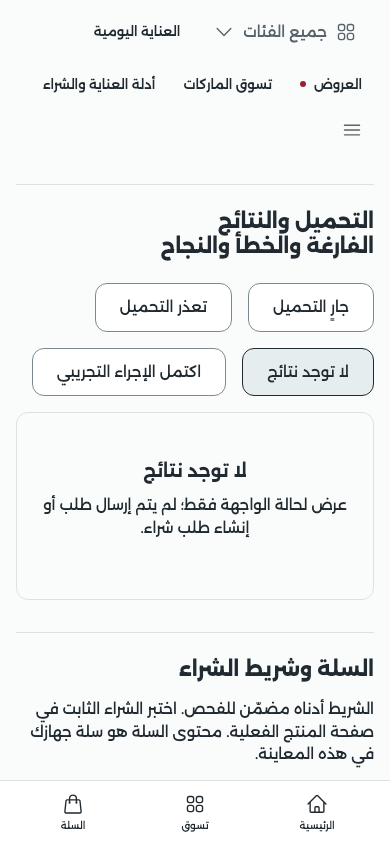 جميع الفئات
العناية اليومية
العروض
تسوق الماركات
أدلة العناية والشراء
التحميل والنتائج
الفارغة والخطأ والنجاح
جارٍ التحميل
تعذر التحميل
لا توجد نتائج
اكتمل الإجراء التجريبي
لا توجد نتائج
عرض لحالة الواجهة فقط؛ لم يتم إرسال طلب أو
إنشاء طلب شراء.
السلة وشريط الشراء
الشريط أدناه مضمّن للفحص. اختبر الشراء الثابت في
صفحة المنتج الفعلية. محتوى السلة هو سلة جهازك
في هذه المعاينة.
الرئيسية
تسوق
السلة